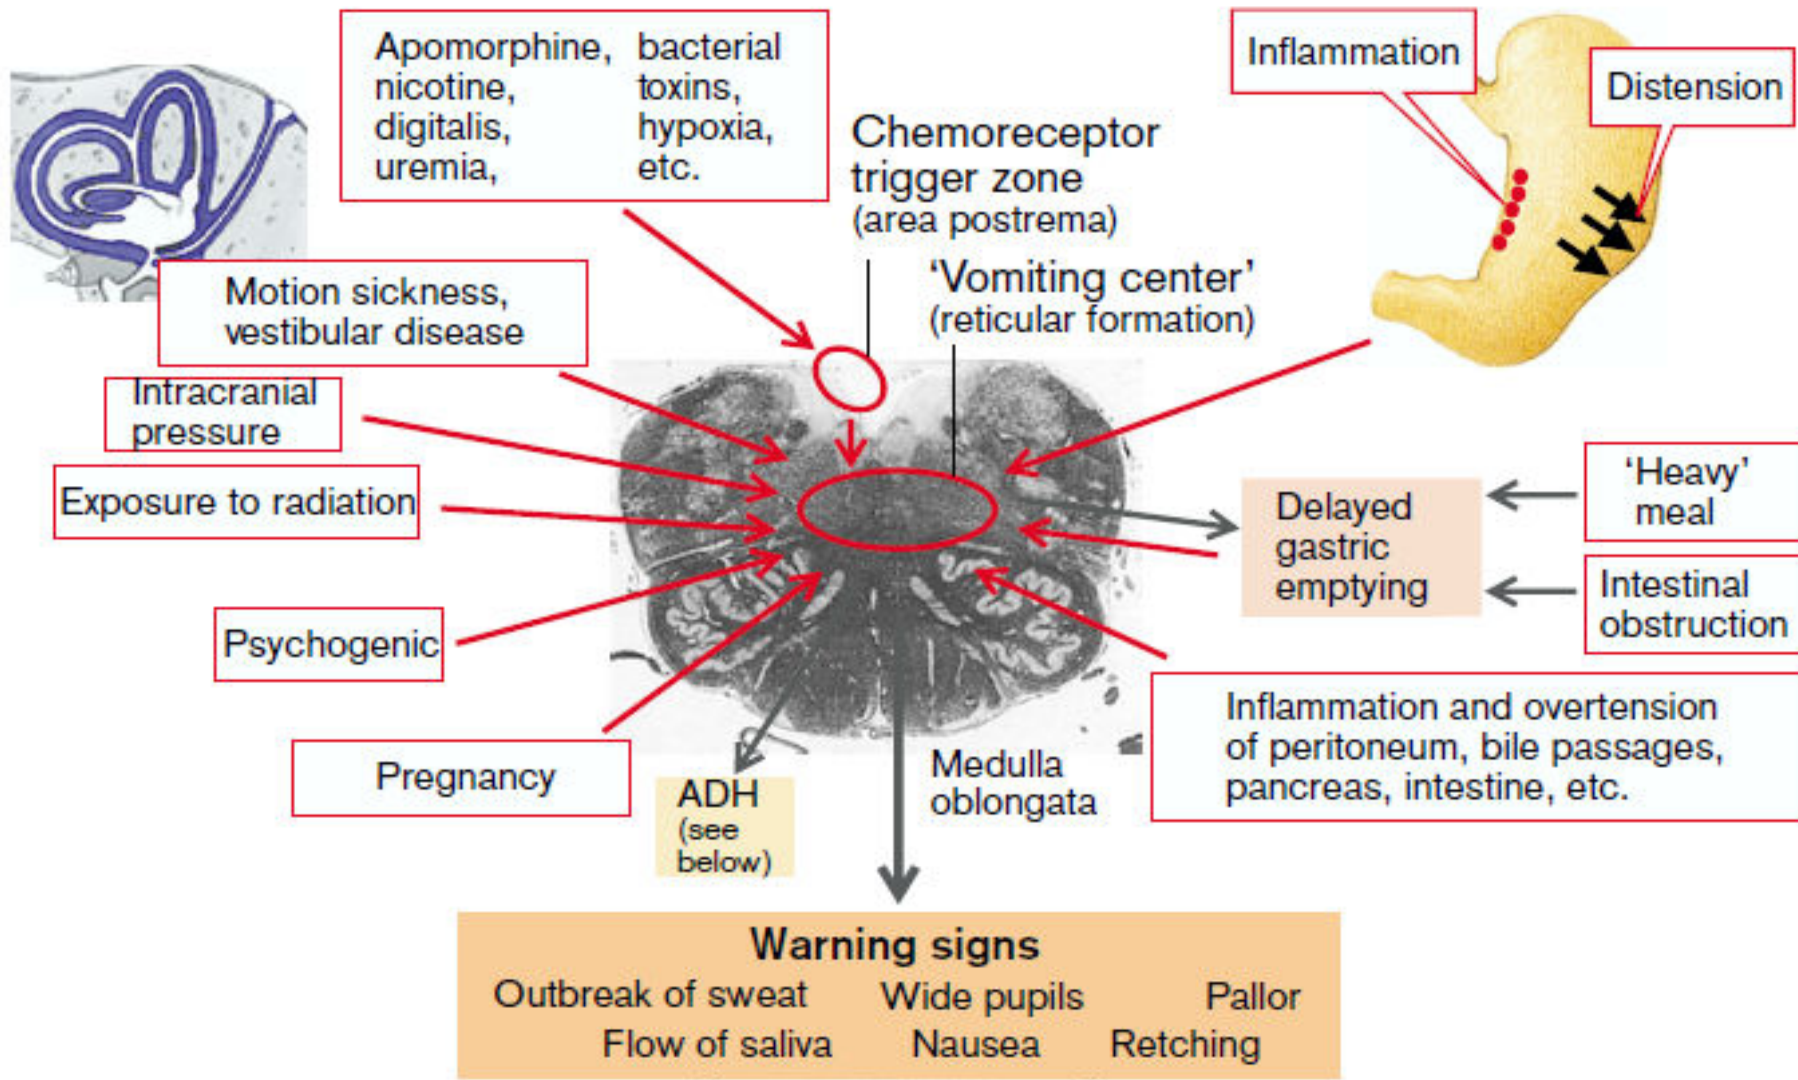 Apomorphine, bacterial
nicotine, toxins,
digitalis, hypoxia,
uremia, etc.
Inflammation
Distension
Chemoreceptor
trigger zone
(area postrema)
‘Vomiting center’
(reticular formation)
Motion sickness,
vestibular disease
Intracranial
pressure
Exposure to radiation
Psychogenic
Pregnancy
Delayed
gastric
emptying
‘Heavy’
meal
Intestinal
obstruction
Inflammation and overtension
of peritoneum, bile passages,
pancreas, intestine, etc.
ADH
(see
below)
Medulla
oblongata
Warning signs
Outbreak of sweat Wide pupils Pallor
Flow of saliva Nausea Retching